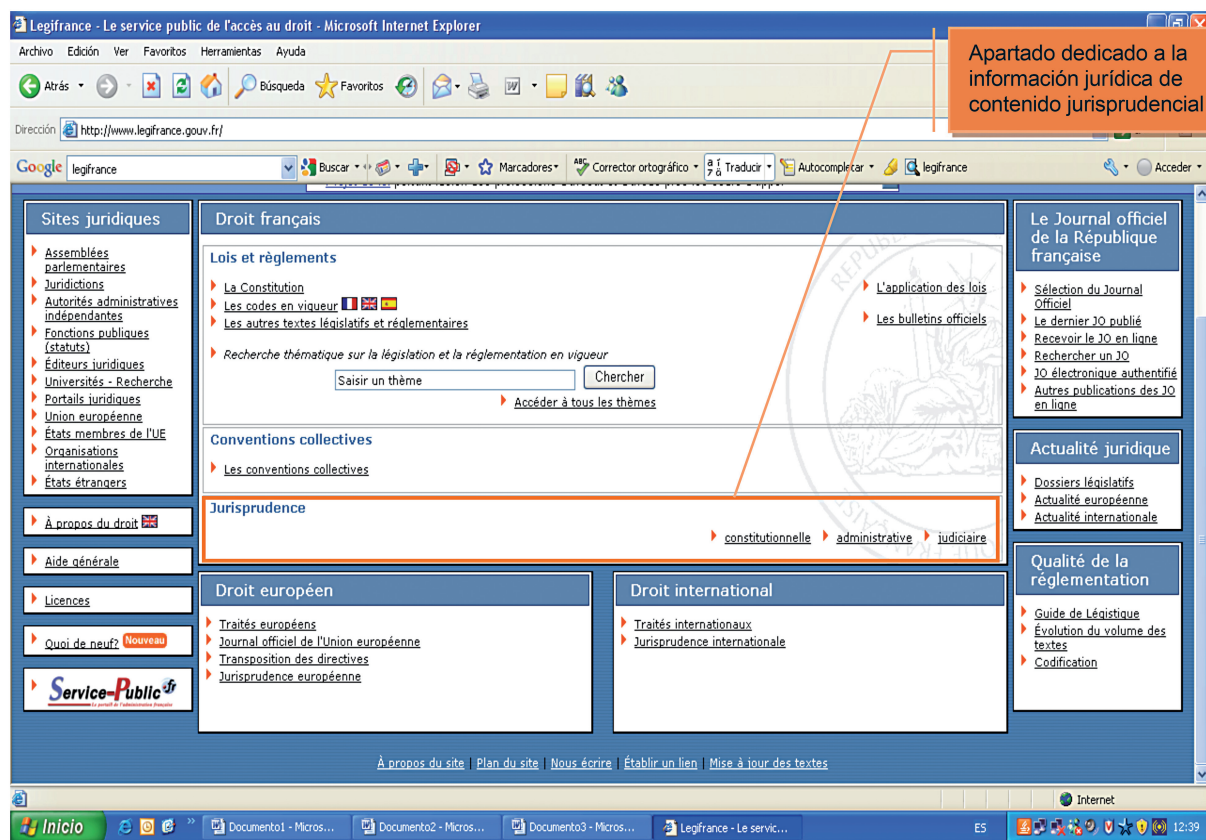 Legifrance - Le service public de l'accès au droit - Microsoft Internet Explorer
Archivo Edición Ver Favoritos Herramientas Ayuda
Atrás Búsqueda Favoritos
Dirección http://www.legifrance.gouv.fr/
Google legifrance Buscar Marcadores Corrector ortográfico Traducir Autocompletar legifrance Acceder
Apartado dedicado a la
información jurídica de
contenido jurisprudencial
Sites juridiques
Assemblées
parlementaires
Juridictions
Autorités administratives
indépendantes
Fonctions publiques
(statuts)
Éditeurs juridiques
Universités - Recherche
Portails juridiques
Union européenne
États membres de l'UE
Organisations
internationales
États étrangers
À propos du droit
Aide générale
Licences
Quoi de neuf? Nouveau
Service-Public.fr
Le portail de l'administration française
Droit français
Lois et règlements
La Constitution
Les codes en vigueur
Les autres textes législatifs et réglementaires
L'application des lois
Les bulletins officiels
Recherche thématique sur la législation et la réglementation en vigueur
Saisir un thème Chercher
Accéder à tous les thèmes
Conventions collectives
Les conventions collectives
Jurisprudence
constitutionnelle administrative judiciaire
Droit européen
Traités européens
Journal officiel de l'Union européenne
Transposition des directives
Jurisprudence européenne
Droit international
Traités internationaux
Jurisprudence internationale
Le Journal officiel
de la République
française
Sélection du Journal
Officiel
Le dernier JO publié
Recevoir le JO en ligne
Rechercher un JO
JO électronique authentifié
Autres publications des JO
en ligne
Actualité juridique
Dossiers législatifs
Actualité européenne
Actualité internationale
Qualité de la
réglementation
Guide de Légistique
Évolution du volume des
textes
Codification
À propos du site | Plan du site | Nous écrire | Établir un lien | Mise à jour des textes
Internet
Inicio Documento1 - Micros... Documento2 - Micros... Documento3 - Micros... Legifrance - Le servic... ES 12:39